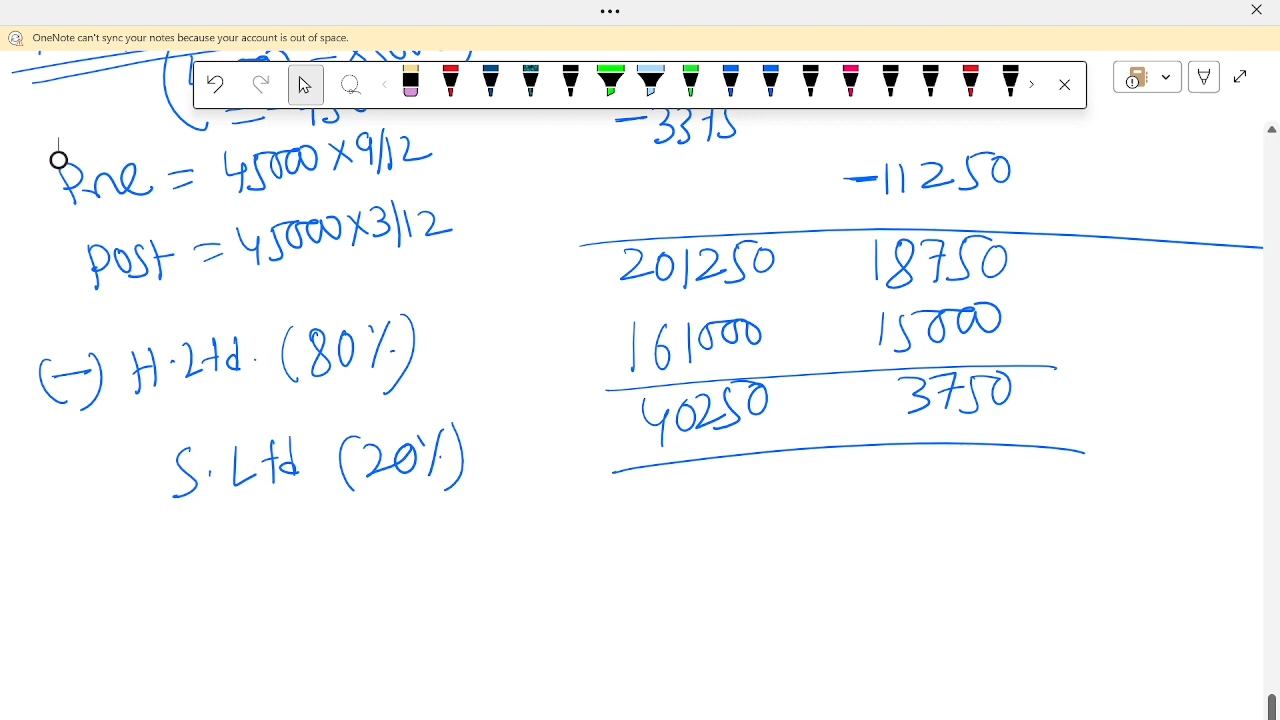 OneNote can't sync your notes because your account is out of space.
-3375
Pre = 45000 x 9/12
-11250
Post = 45000 x 3/12
201250 18750
(-) H.Ltd. (80%) 161000 15000
40250 3750
S.Ltd (20%)